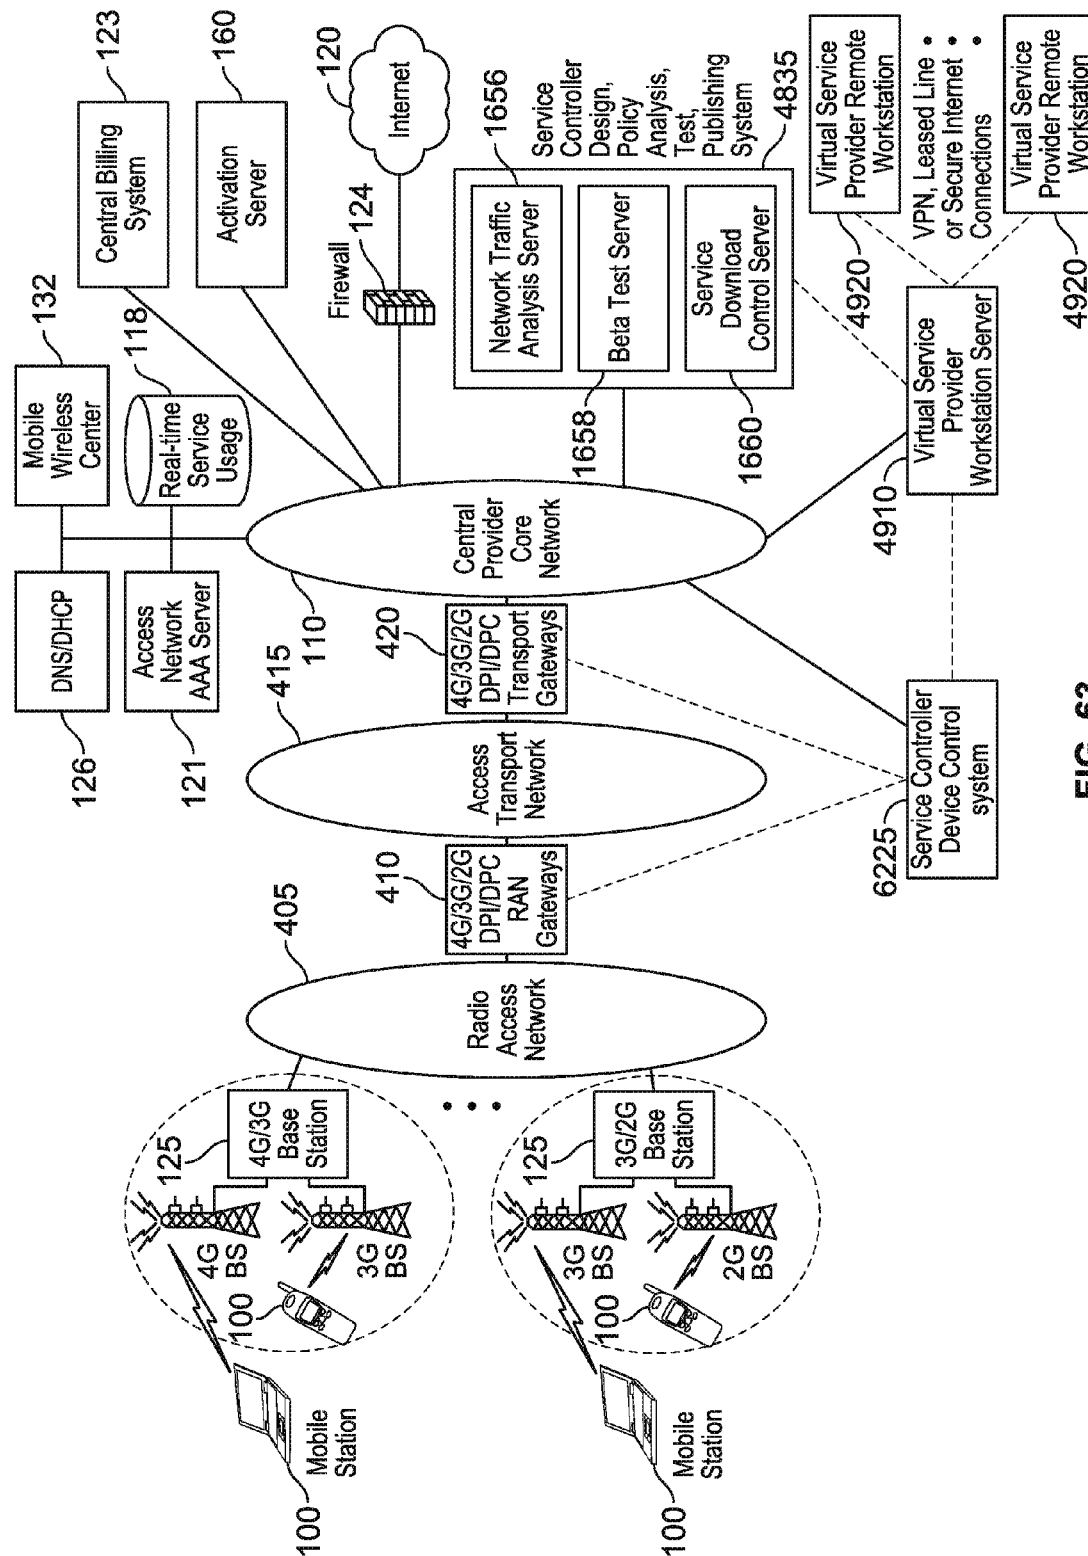 Mobile
Station
100
100
4G
BS
3G
BS
125
4G/3G
Base
Station
Mobile
Station
100
100
3G
BS
2G
BS
125
3G/2G
Base
Station
405
Radio
Access
Network
410
4G/3G/2G
DPI/DPC
RAN
Gateways
415
Access
Transport
Network
420
4G/3G/2G
DPI/DPC
Transport
Gateways
110
Central
Provider
Core
Network
126
DNS/DHCP
121
Access
Network
AAA Server
Mobile
Wireless
Center
132
Real-time
Service
Usage
118
Central Billing
System
123
Activation
Server
160
Firewall
124
Internet
120
Network Traffic
Analysis Server
1656
Beta Test Server
1658
Service
Download
Control Server
1660
Service
Controller
Design,
Policy
Analysis,
Test,
Publishing
System
4835
6225
Service Controller
Device Control
system
4910
Virtual Service
Provider
Workstation Server
4920
Virtual Service
Provider Remote
Workstation
VPN, Leased Line
or Secure Internet
Connections
4920
Virtual Service
Provider Remote
Workstation
FIG. 63